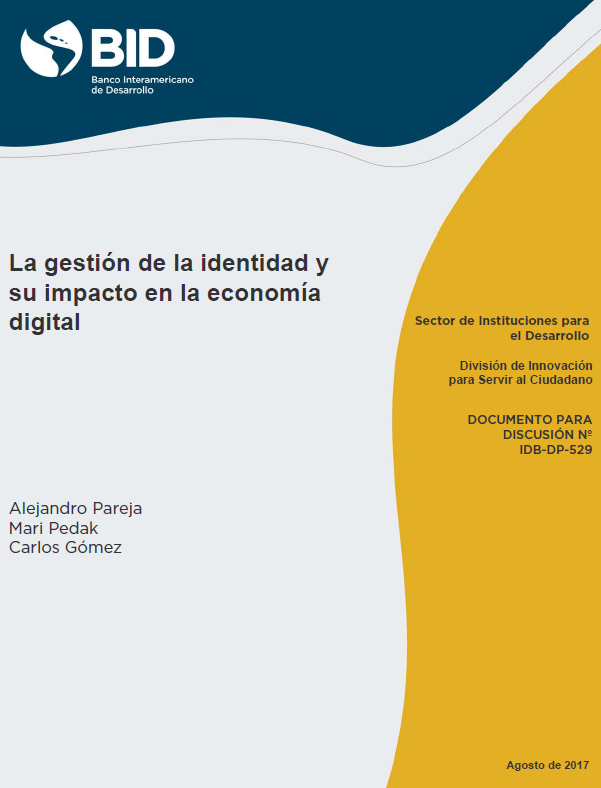 BID
Banco Interamericano
de Desarrollo
La gestión de la identidad y
su impacto en la economía
digital
Sector de Instituciones para
el Desarrollo
División de Innovación
para Servir al Ciudadano
DOCUMENTO PARA
DISCUSIÓN Nº
IDB-DP-529
Alejandro Pareja
Mari Pedak
Carlos Gómez
Agosto de 2017